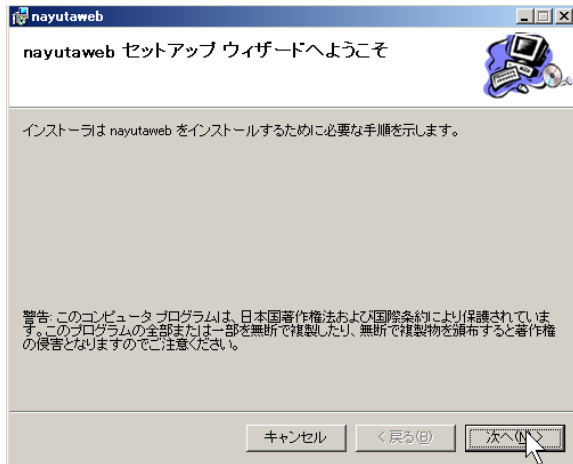 nayutaweb
nayutaweb セットアップ ウィザードへようこそ
インストーラは nayutaweb をインストールするために必要な手順を示します。
警告: このコンピュータ プログラムは、日本国著作権法および国際条約により保護されていま
す。このプログラムの全部または一部を無断で複製したり、無断で複製物を頒布すると著作権
の侵害となりますのでご注意ください。
キャンセル < 戻る(B) 次へ(N) >